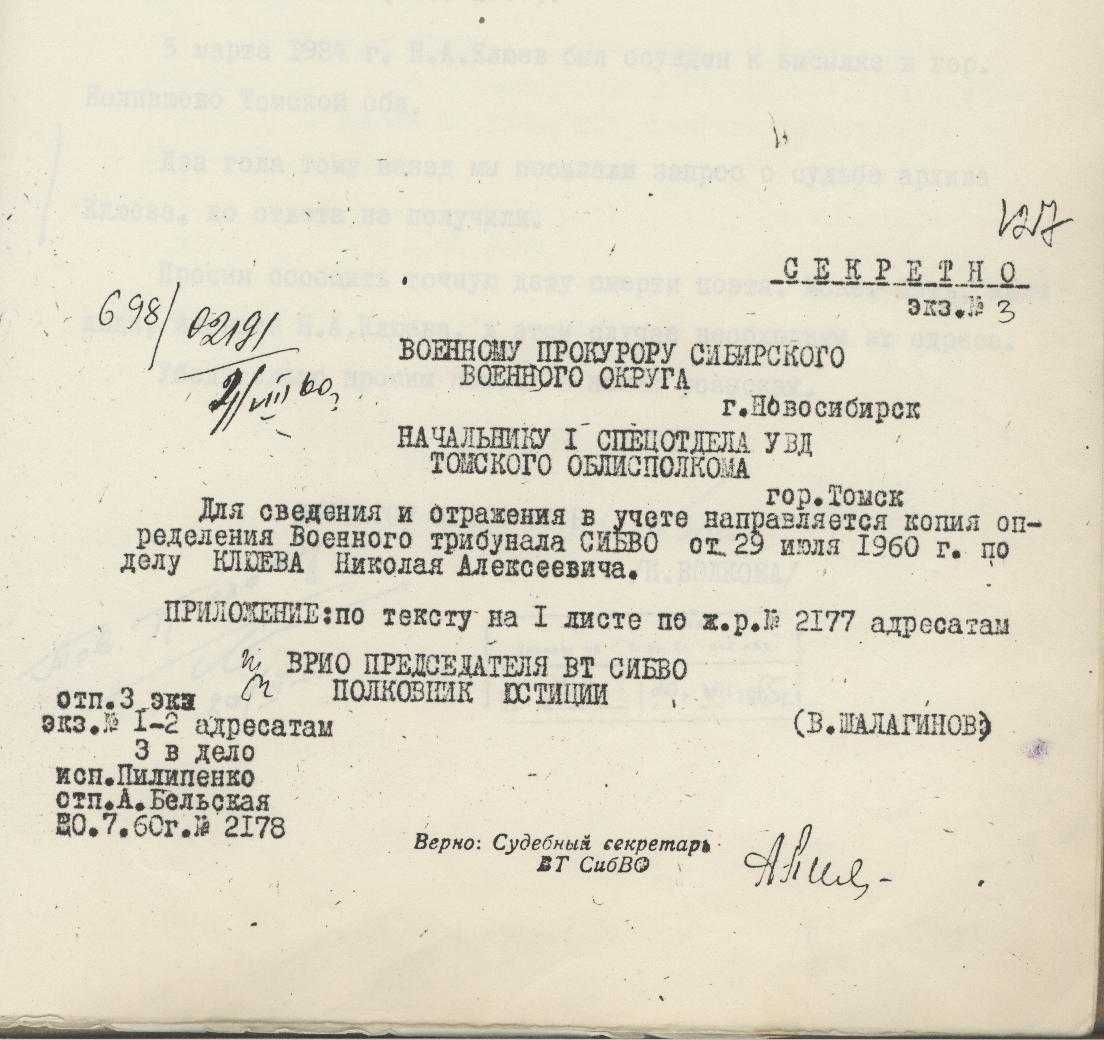 127
С Е К Р Е Т Н О
экз.№ 3
698/02191
2/VIII 60
ВОЕННОМУ ПРОКУРОРУ СИБИРСКОГО
ВОЕННОГО ОКРУГА
г.Новосибирск
НАЧАЛЬНИКУ I СПЕЦОТДЕЛА УВД
ТОМСКОГО ОБЛИСПОЛКОМА
гор.Томск
Для сведения и отражения в учете направляется копия оп-
ределения Военного трибунала СИБВО от 29 июля 1960 г. по
делу КЛЮЕВА Николая Алексеевича.
ПРИЛОЖЕНИЕ:по тексту на I листе по ж.р.№ 2177 адресатам
ВРИО ПРЕДСЕДАТЕЛЯ ВТ СИБВО
ПОЛКОВНИК ЮСТИЦИИ
(В.ШАЛАГИНОВ)
отп.3 экз
экз.№ I-2 адресатам
3 в дело
исп.Пилипенко
отп.А.Бельская
30.7.60г.№ 2178
Верно: Судебный секретарь
ВТ СибВО